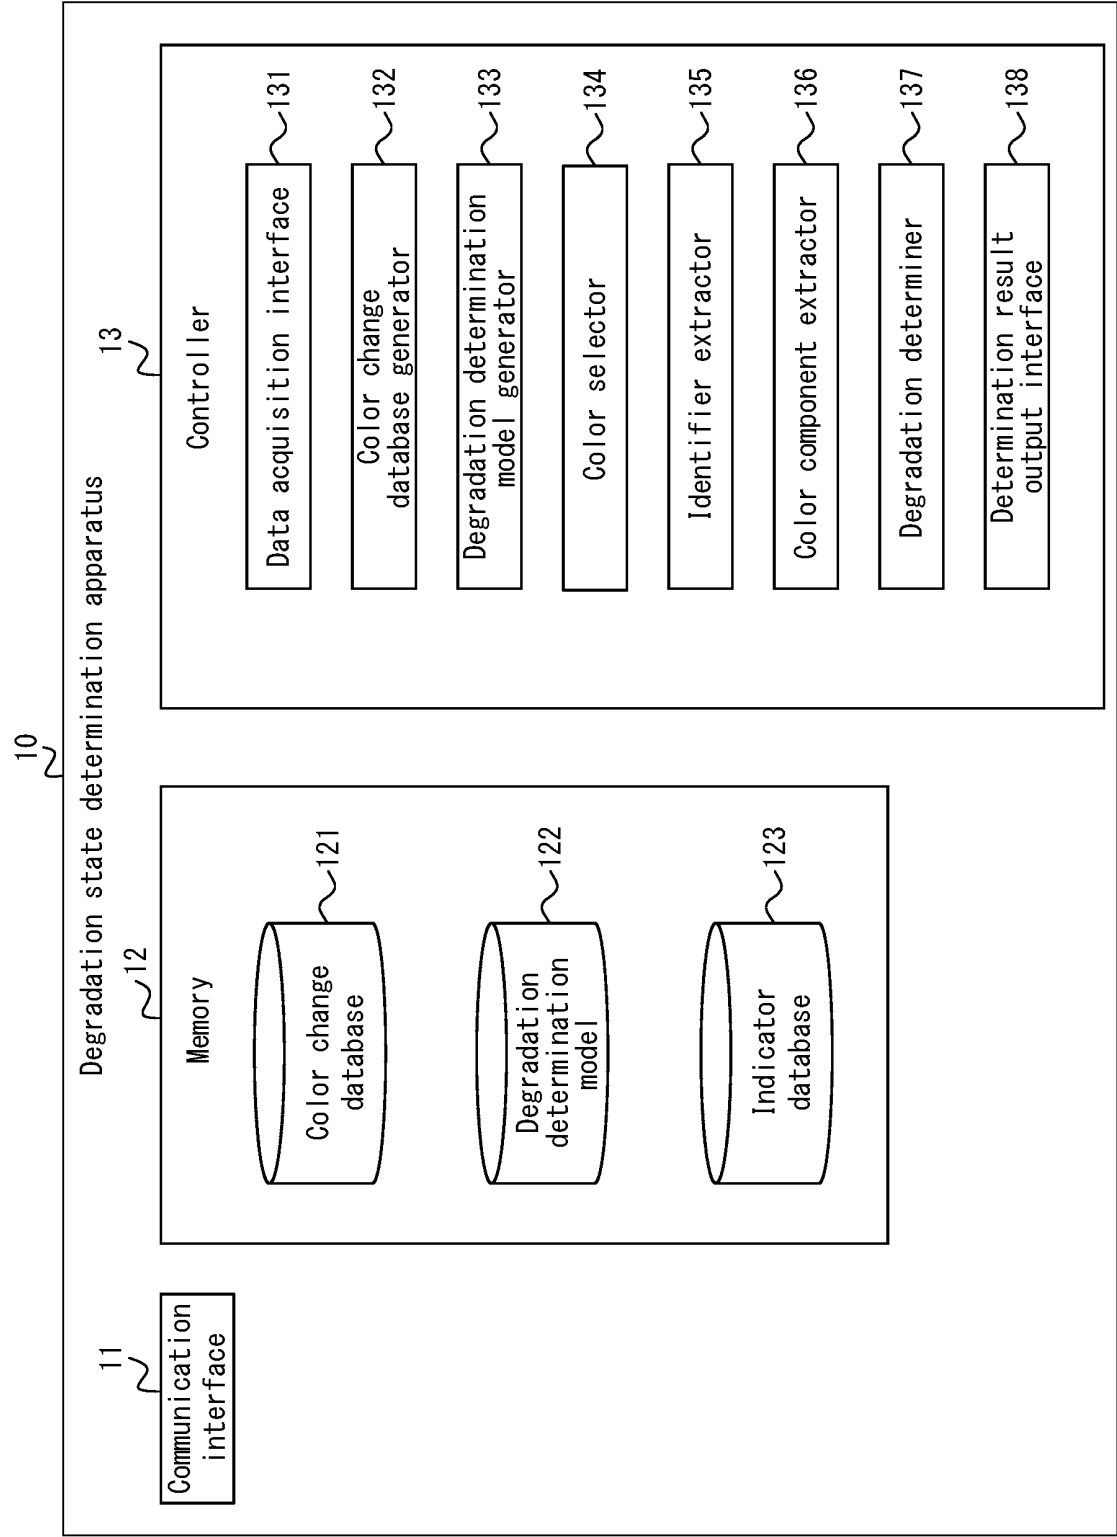 10
Degradation state determination apparatus
11
Communication
interface
12
Memory
Color change
database
121
Degradation
determination
model
122
Indicator
database
123
13
Controller
Data acquisition interface
131
Color change
database generator
132
Degradation determination
model generator
133
Color selector
134
Identifier extractor
135
Color component extractor
136
Degradation determiner
137
Determination result
output interface
138